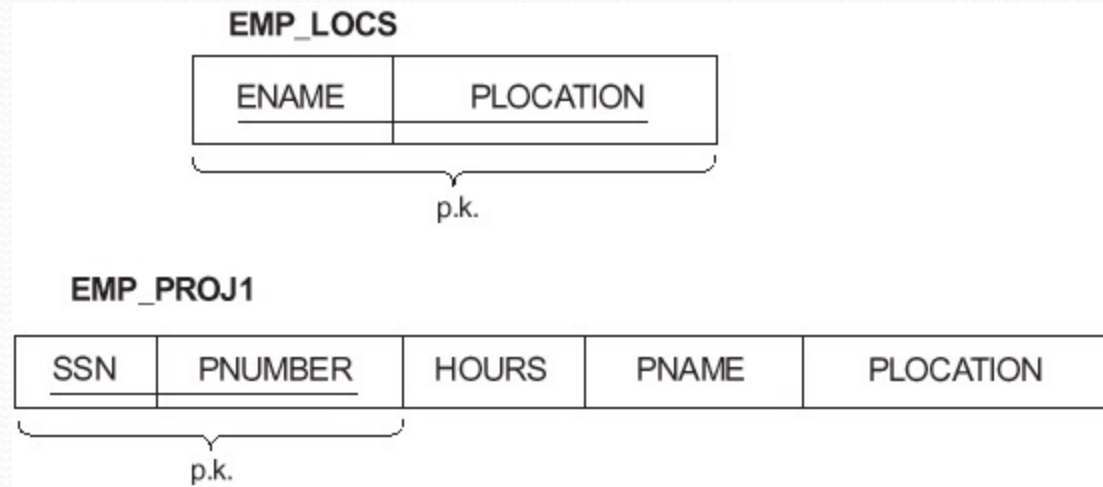 EMP_LOCS
ENAME PLOCATION
p.k.
EMP_PROJ1
SSN PNUMBER HOURS PNAME PLOCATION
p.k.